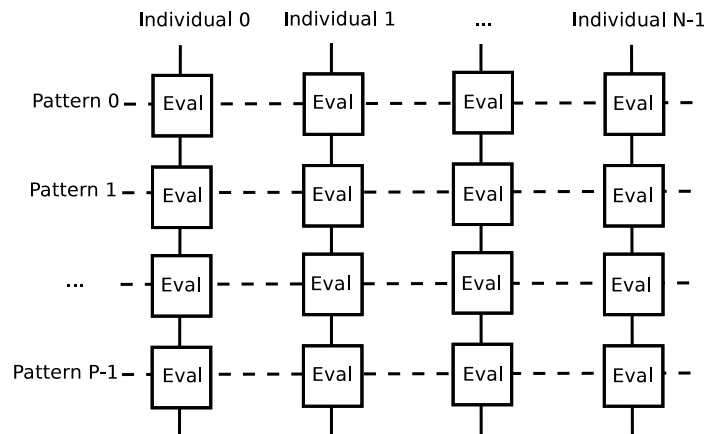 Individual 0 Individual 1 ... Individual N-1
Pattern 0 Eval Eval Eval Eval
Pattern 1 Eval Eval Eval Eval
... Eval Eval Eval Eval
Pattern P-1 Eval Eval Eval Eval